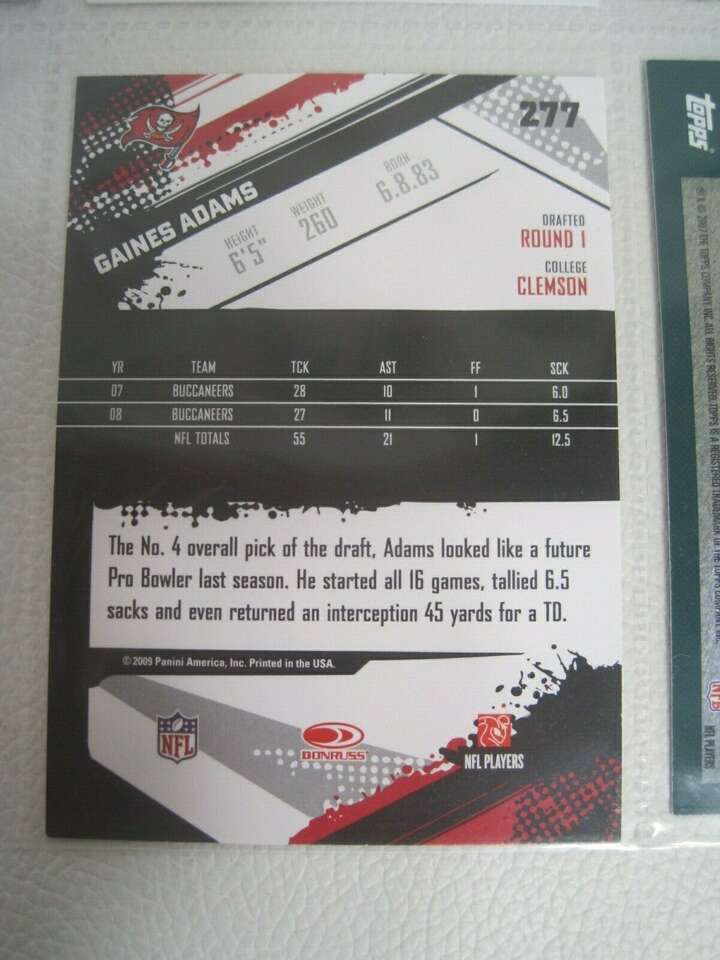 277
GAINES ADAMS
HEIGHT WEIGHT BORN
6'5" 260 6.8.83
DRAFTED
ROUND 1
COLLEGE
CLEMSON
YR TEAM TCK AST FF SCK
07 BUCCANEERS 28 10 1 6.0
08 BUCCANEERS 27 11 0 6.5
NFL TOTALS 55 21 1 12.5
The No. 4 overall pick of the draft, Adams looked like a future
Pro Bowler last season. He started all 16 games, tallied 6.5
sacks and even returned an interception 45 yards for a TD.
© 2009 Panini America, Inc. Printed in the USA.
NFL
DONRUSS
NFL PLAYERS
Topps
NFL PLAYERS